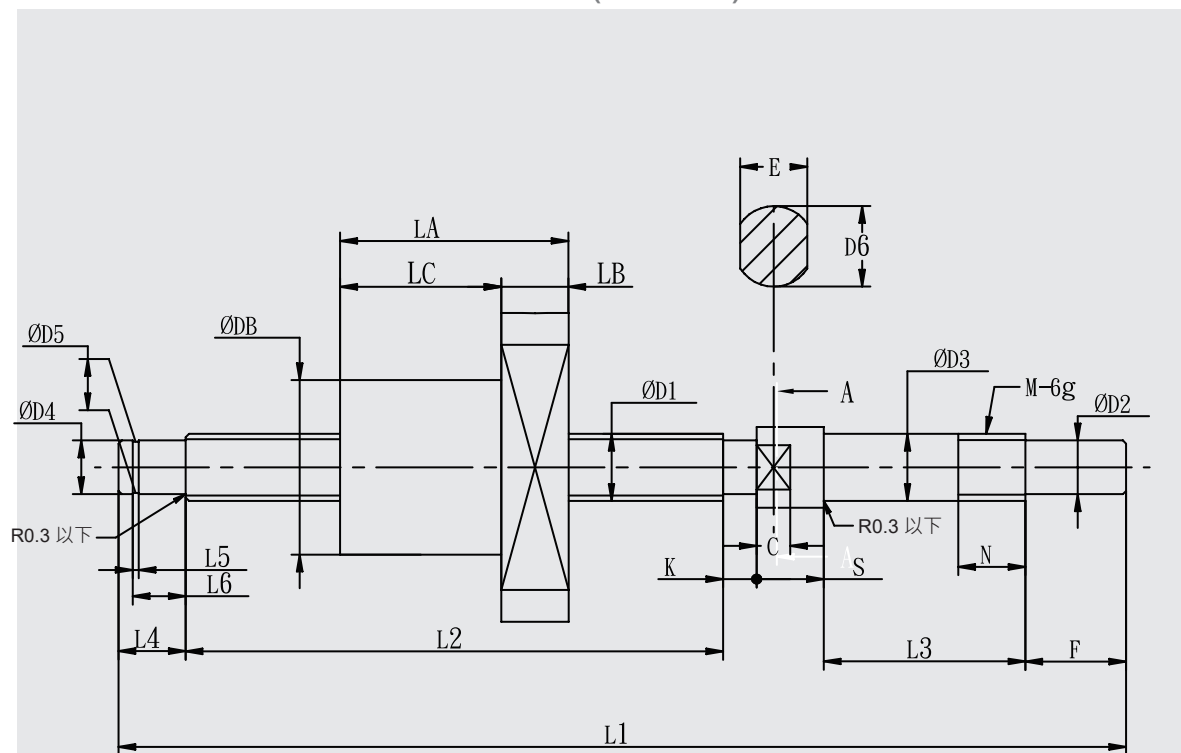 E
D6
LA
LC
LB
ØDB
ØD5
ØD4
ØD1
A
ØD3
M-6g
ØD2
R0.3 以下
R0.3 以下
C
A
K
S
N
L5
L6
L4
L2
L3
F
L1